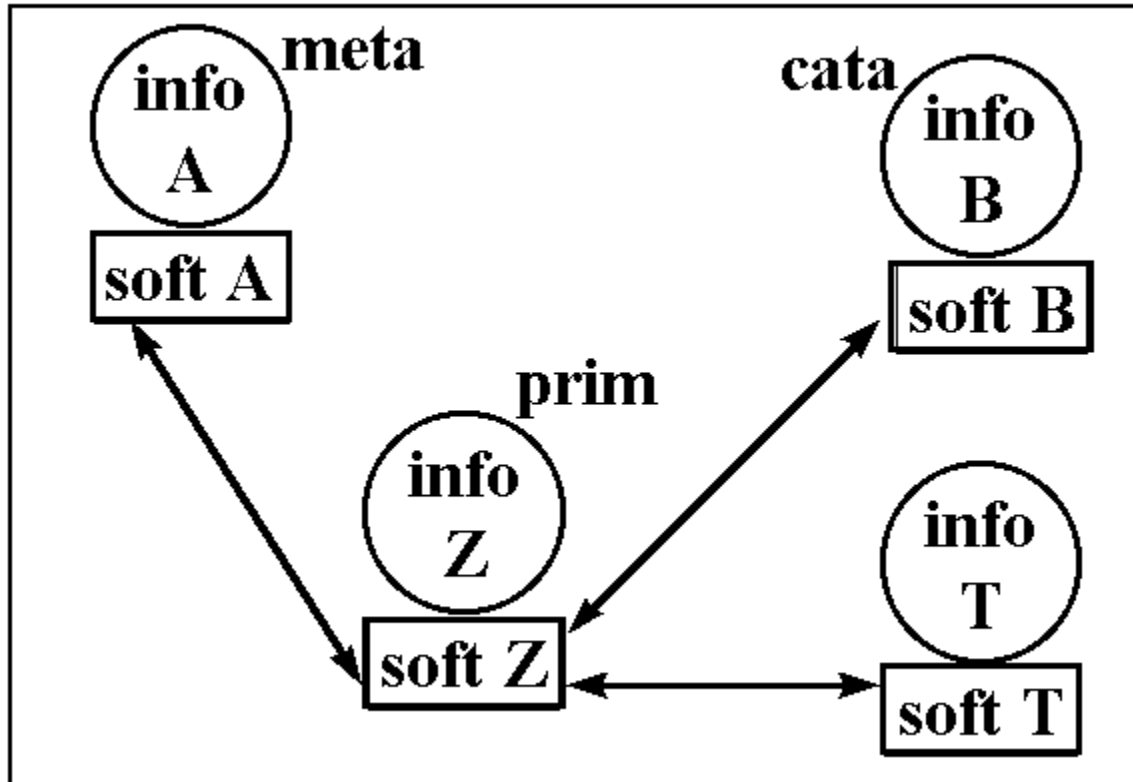 meta
info
A
soft A
cata
info
B
soft B
prim
info
Z
soft Z
info
T
soft T